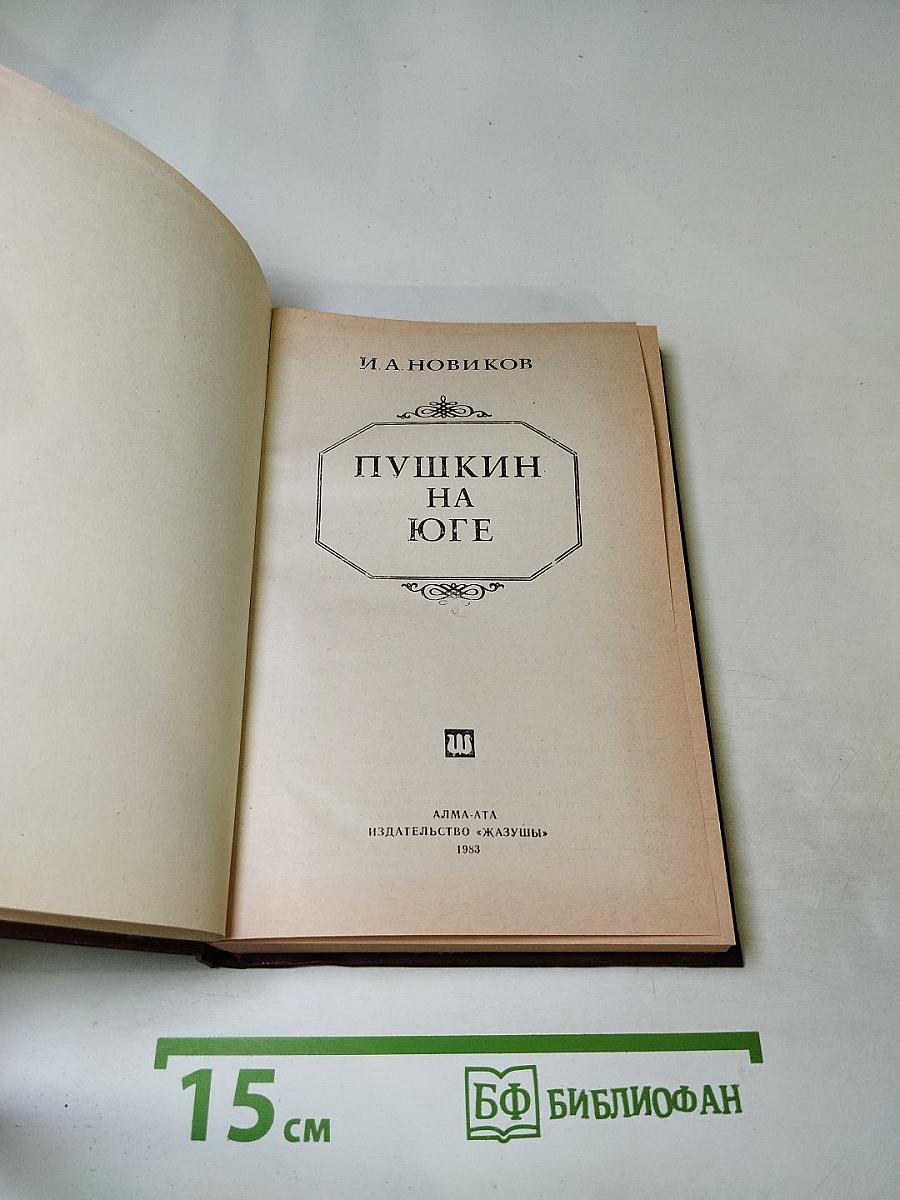 И. А. НОВИКОВ
ПУШКИН
НА
ЮГЕ
АЛМА-АТА
ИЗДАТЕЛЬСТВО «ЖАЗУШЫ»
1983
15 см
БФ БИБЛИОФАН